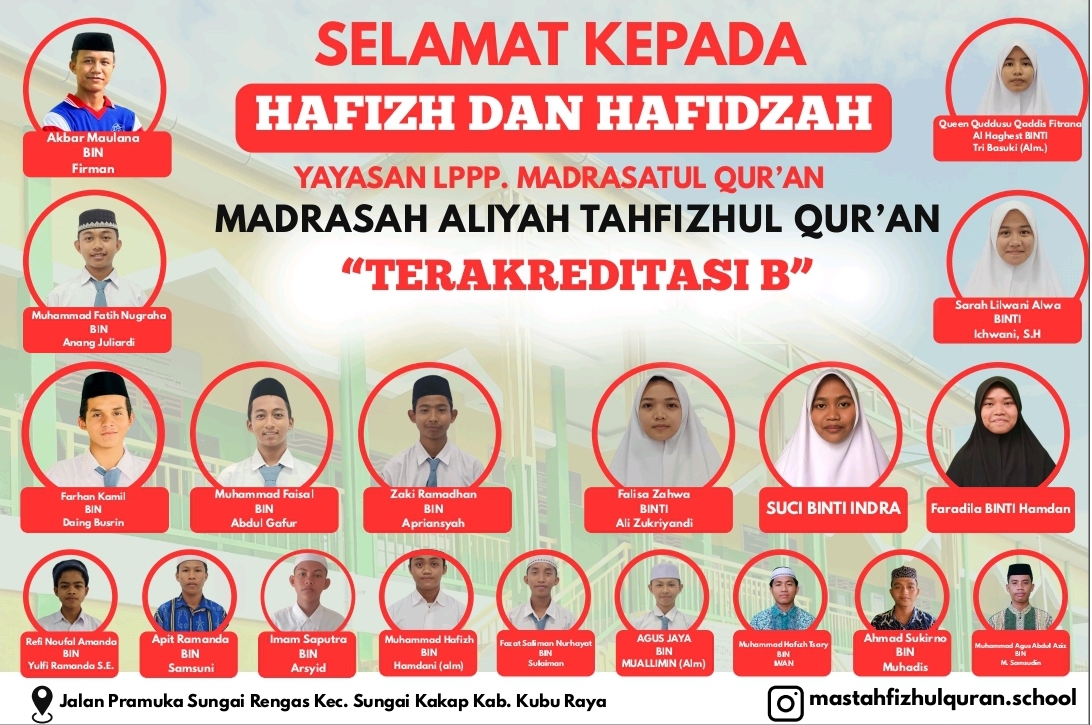 SELAMAT KEPADA
HAFIZH DAN HAFIDZAH
YAYASAN LPPP. MADRASATUL QUR'AN
MADRASAH ALIYAH TAHFIZHUL QUR'AN
"TERAKREDITASI B"
Akbar Maulana
BIN
Firman
Queen Quddusu Qaddis Fitrana
Al Haghest BINTI
Tri Basuki (Alm.)
Muhammad Fatih Nugraha
BIN
Anang Juliardi
Sarah Lilwani Alwa
BINTI
Ichwani, S.H
Farhan Kamil
BIN
Daing Busrin
Muhammad Faisal
BIN
Abdul Gafur
Zaki Ramadhan
BIN
Apriansyah
Falisa Zahwa
BINTI
Ali Zukriyandi
SUCI BINTI INDRA
Faradila BINTI Hamdan
Refi Noufal Amanda
BIN
Yulfi Ramanda S.E.
Apit Ramanda
BIN
Samsuni
Imam Saputra
BIN
Arsyid
Muhammad Hafizh
BIN
Hamdani (alm)
Fazat Saliman Nurhayat
BIN
Sulaiman
AGUS JAYA
BIN
MUALLIMIN (Alm)
Muhammad Hafizh Tsary
BIN
IWAN
Ahmad Sukirno
BIN
Muhadis
Muhammad Agus Abdul Aziz
BIN
M. Samsudin
Jalan Pramuka Sungai Rengas Kec. Sungai Kakap Kab. Kubu Raya
mastahfizhulquran.school